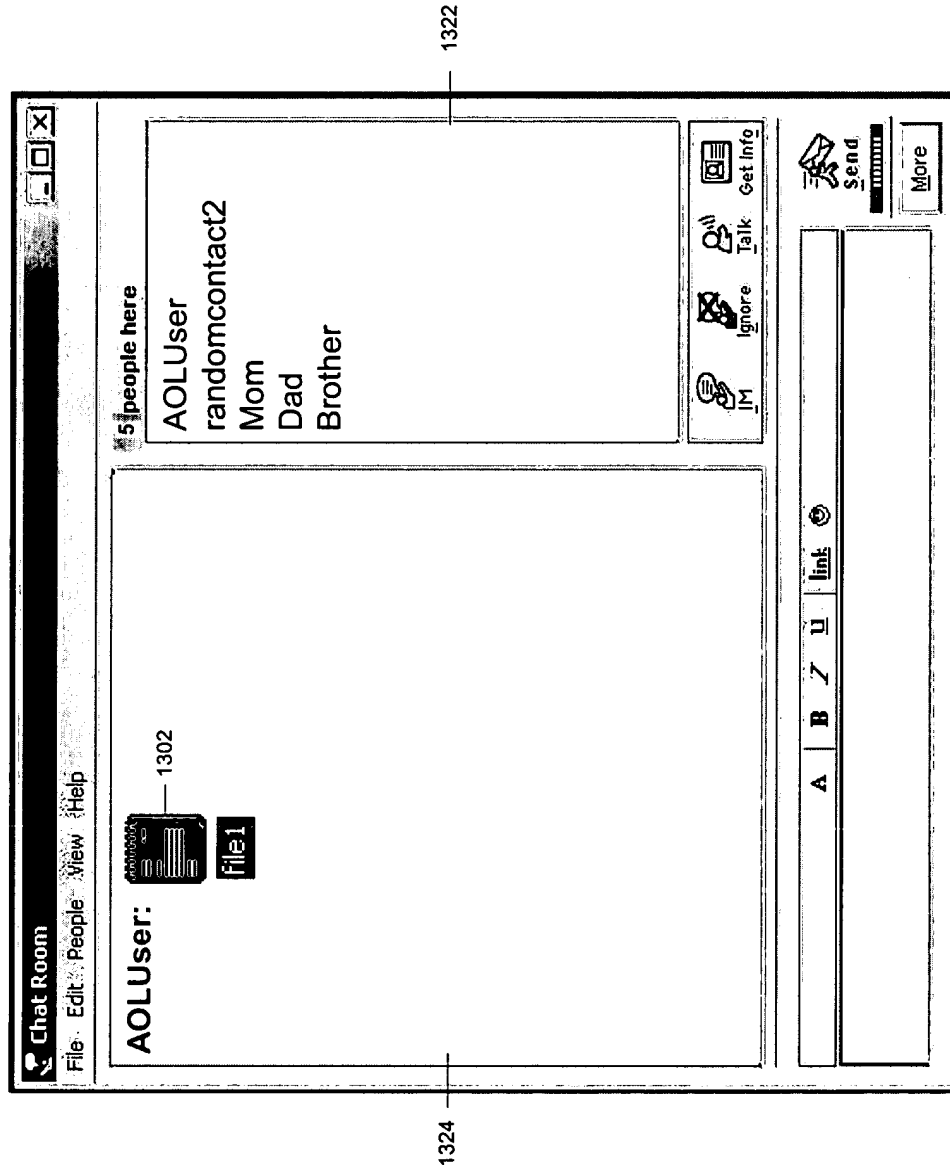 Chat Room
File Edit People View Help
5 people here
AOLUser:
1302
file1
AOLUser
randomcontact2
Mom
Dad
Brother
1324
1322
IM
Ignore
Talk
Get Info
A B I U link
Send
More